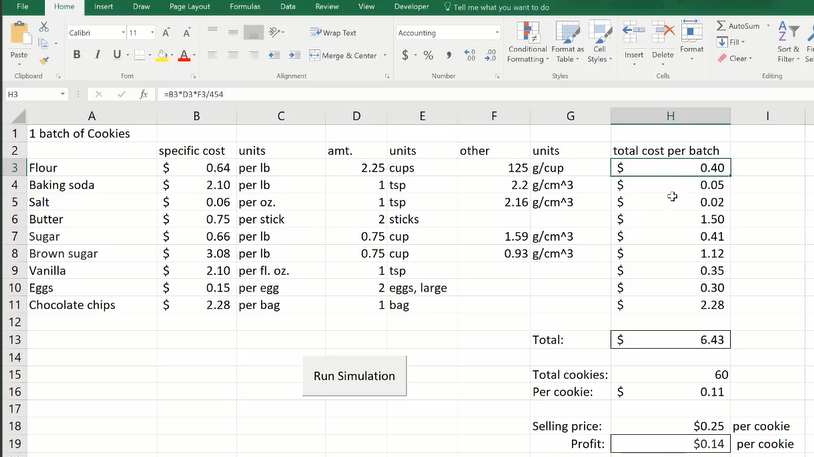 File Home Insert Draw Page Layout Formulas Data Review View Developer Tell me what you want to do
Calibri 11 A A Wrap Text Accounting AutoSum
Paste B I U A Merge & Center $ % Conditional Formatting Format as Table Cell Styles Insert Delete Format Fill Clear Sort & Filter
Clipboard Font Alignment Number Styles Cells Editing
H3 fx =B3*D3*F3/454
A B C D E F G H I
1 1 batch of Cookies
2 specific cost units amt. units other units total cost per batch
3 Flour $ 0.64 per lb 2.25 cups 125 g/cup $ 0.40
4 Baking soda $ 2.10 per lb 1 tsp 2.2 g/cm^3 $ 0.05
5 Salt $ 0.06 per oz. 1 tsp 2.16 g/cm^3 $ 0.02
6 Butter $ 0.75 per stick 2 sticks $ 1.50
7 Sugar $ 0.66 per lb 0.75 cup 1.59 g/cm^3 $ 0.41
8 Brown sugar $ 3.08 per lb 0.75 cup 0.93 g/cm^3 $ 1.12
9 Vanilla $ 2.10 per fl. oz. 1 tsp $ 0.35
10 Eggs $ 0.15 per egg 2 eggs, large $ 0.30
11 Chocolate chips $ 2.28 per bag 1 bag $ 2.28
12
13 Total: $ 6.43
14
15 Run Simulation Total cookies: 60
16 Per cookie: $ 0.11
17
18 Selling price: $0.25 per cookie
19 Profit: $0.14 per cookie